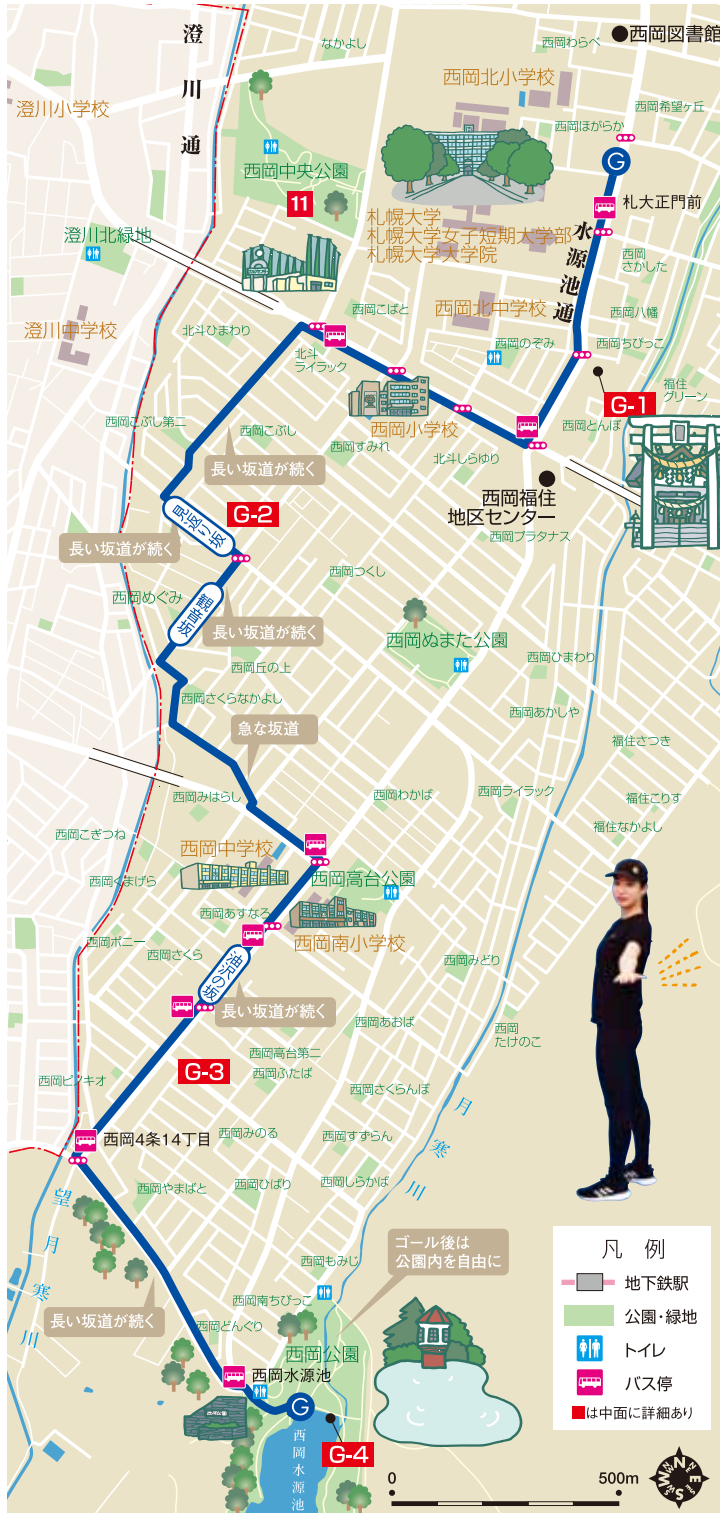 西岡図書館
澄川通
なかよし
西岡わらべ
西岡北小学校
澄川小学校
西岡希望ヶ丘
西岡ほがらか
G
西岡中央公園
11
札大正門前
札幌大学
札幌大学女子短期大学部
札幌大学大学院
水源池通
澄川北緑地
西岡さかした
西岡北中学校
西岡八幡
西岡こばと
澄川中学校
北斗ひまわり
西岡のぞみ
西岡ちびっこ
北斗
ライラック
福住
グリーン
G-1
西岡こぶし第二
西岡こぶし
西岡小学校
西岡とんぼ
西岡すみれ
北斗しらゆり
長い坂道が続く
西岡福住
地区センター
見返り坂
G-2
西岡プラタナス
長い坂道が続く
西岡つくし
西岡めぐみ
観音坂
長い坂道が続く
西岡ぬまた公園
西岡丘の上
西岡ひまわり
西岡さくらなかよし
西岡あかしや
急な坂道
福住さつき
西岡みはらし
西岡わかば
西岡ライラック
福住こりす
福住なかよし
西岡こぎつね
西岡中学校
西岡くまげら
西岡高台公園
西岡あすなろ
西岡ポニー
西岡さくら
西岡南小学校
油沢の坂
西岡みどり
長い坂道が続く
西岡あおば
西岡
たけのこ
G-3
西岡高台第二
西岡ふたば
西岡ピノキオ
西岡さくらんぼ
月寒川
西岡4条14丁目
西岡みのる
西岡すずらん
望月寒川
西岡やまばと
西岡ひばり
西岡しらかば
ゴール後は
公園内を自由に
西岡もみじ
長い坂道が続く
西岡南ちびっこ
西岡どんぐり
西岡公園
西岡水源池
G
西岡水源池
G-4
凡例
地下鉄駅
公園・緑地
トイレ
バス停
■は中面に詳細あり
0
500m
N
E
S
W